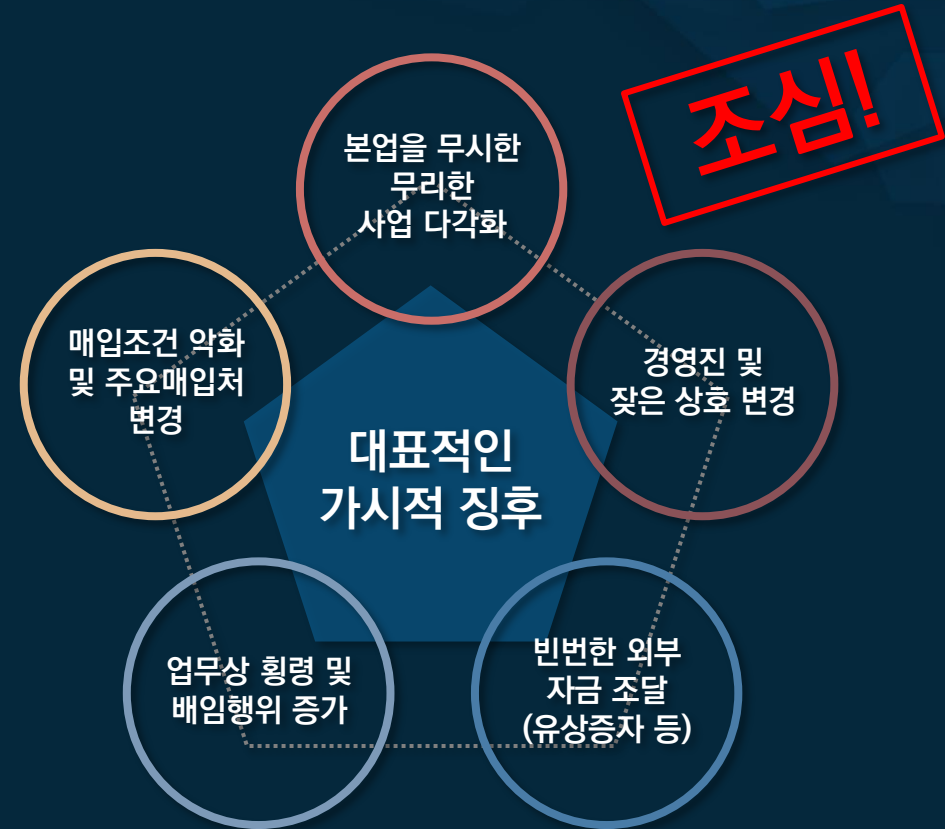 조심!
본업을 무시한
무리한
사업 다각화
매입조건 악화
및 주요매입처
변경
경영진 및
잦은 상호 변경
대표적인
가시적 징후
업무상 횡령 및
배임행위 증가
빈번한 외부
자금 조달
(유상증자 등)